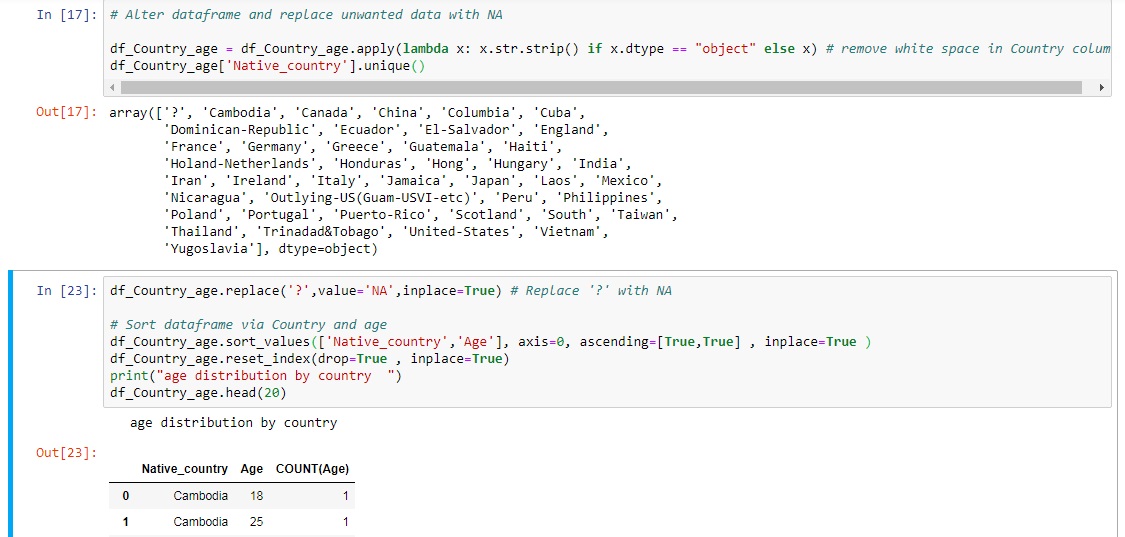 In [17]: # Alter dataframe and replace unwanted data with NA
df_Country_age = df_Country_age.apply(lambda x: x.str.strip() if x.dtype == "object" else x) # remove white space in Country colum
df_Country_age['Native_country'].unique()
Out[17]: array(['?', 'Cambodia', 'Canada', 'China', 'Columbia', 'Cuba',
'Dominican-Republic', 'Ecuador', 'El-Salvador', 'England',
'France', 'Germany', 'Greece', 'Guatemala', 'Haiti',
'Holand-Netherlands', 'Honduras', 'Hong', 'Hungary', 'India',
'Iran', 'Ireland', 'Italy', 'Jamaica', 'Japan', 'Laos', 'Mexico',
'Nicaragua', 'Outlying-US(Guam-USVI-etc)', 'Peru', 'Philippines',
'Poland', 'Portugal', 'Puerto-Rico', 'Scotland', 'South', 'Taiwan',
'Thailand', 'Trinadad&Tobago', 'United-States', 'Vietnam',
'Yugoslavia'], dtype=object)
In [23]: df_Country_age.replace('?',value='NA',inplace=True) # Replace '?' with NA
# Sort dataframe via Country and age
df_Country_age.sort_values(['Native_country','Age'], axis=0, ascending=[True,True] , inplace=True )
df_Country_age.reset_index(drop=True , inplace=True)
print("age distribution by country  ")
df_Country_age.head(20)
age distribution by country
Out[23]:
Native_country Age COUNT(Age)
0 Cambodia 18 1
1 Cambodia 25 1